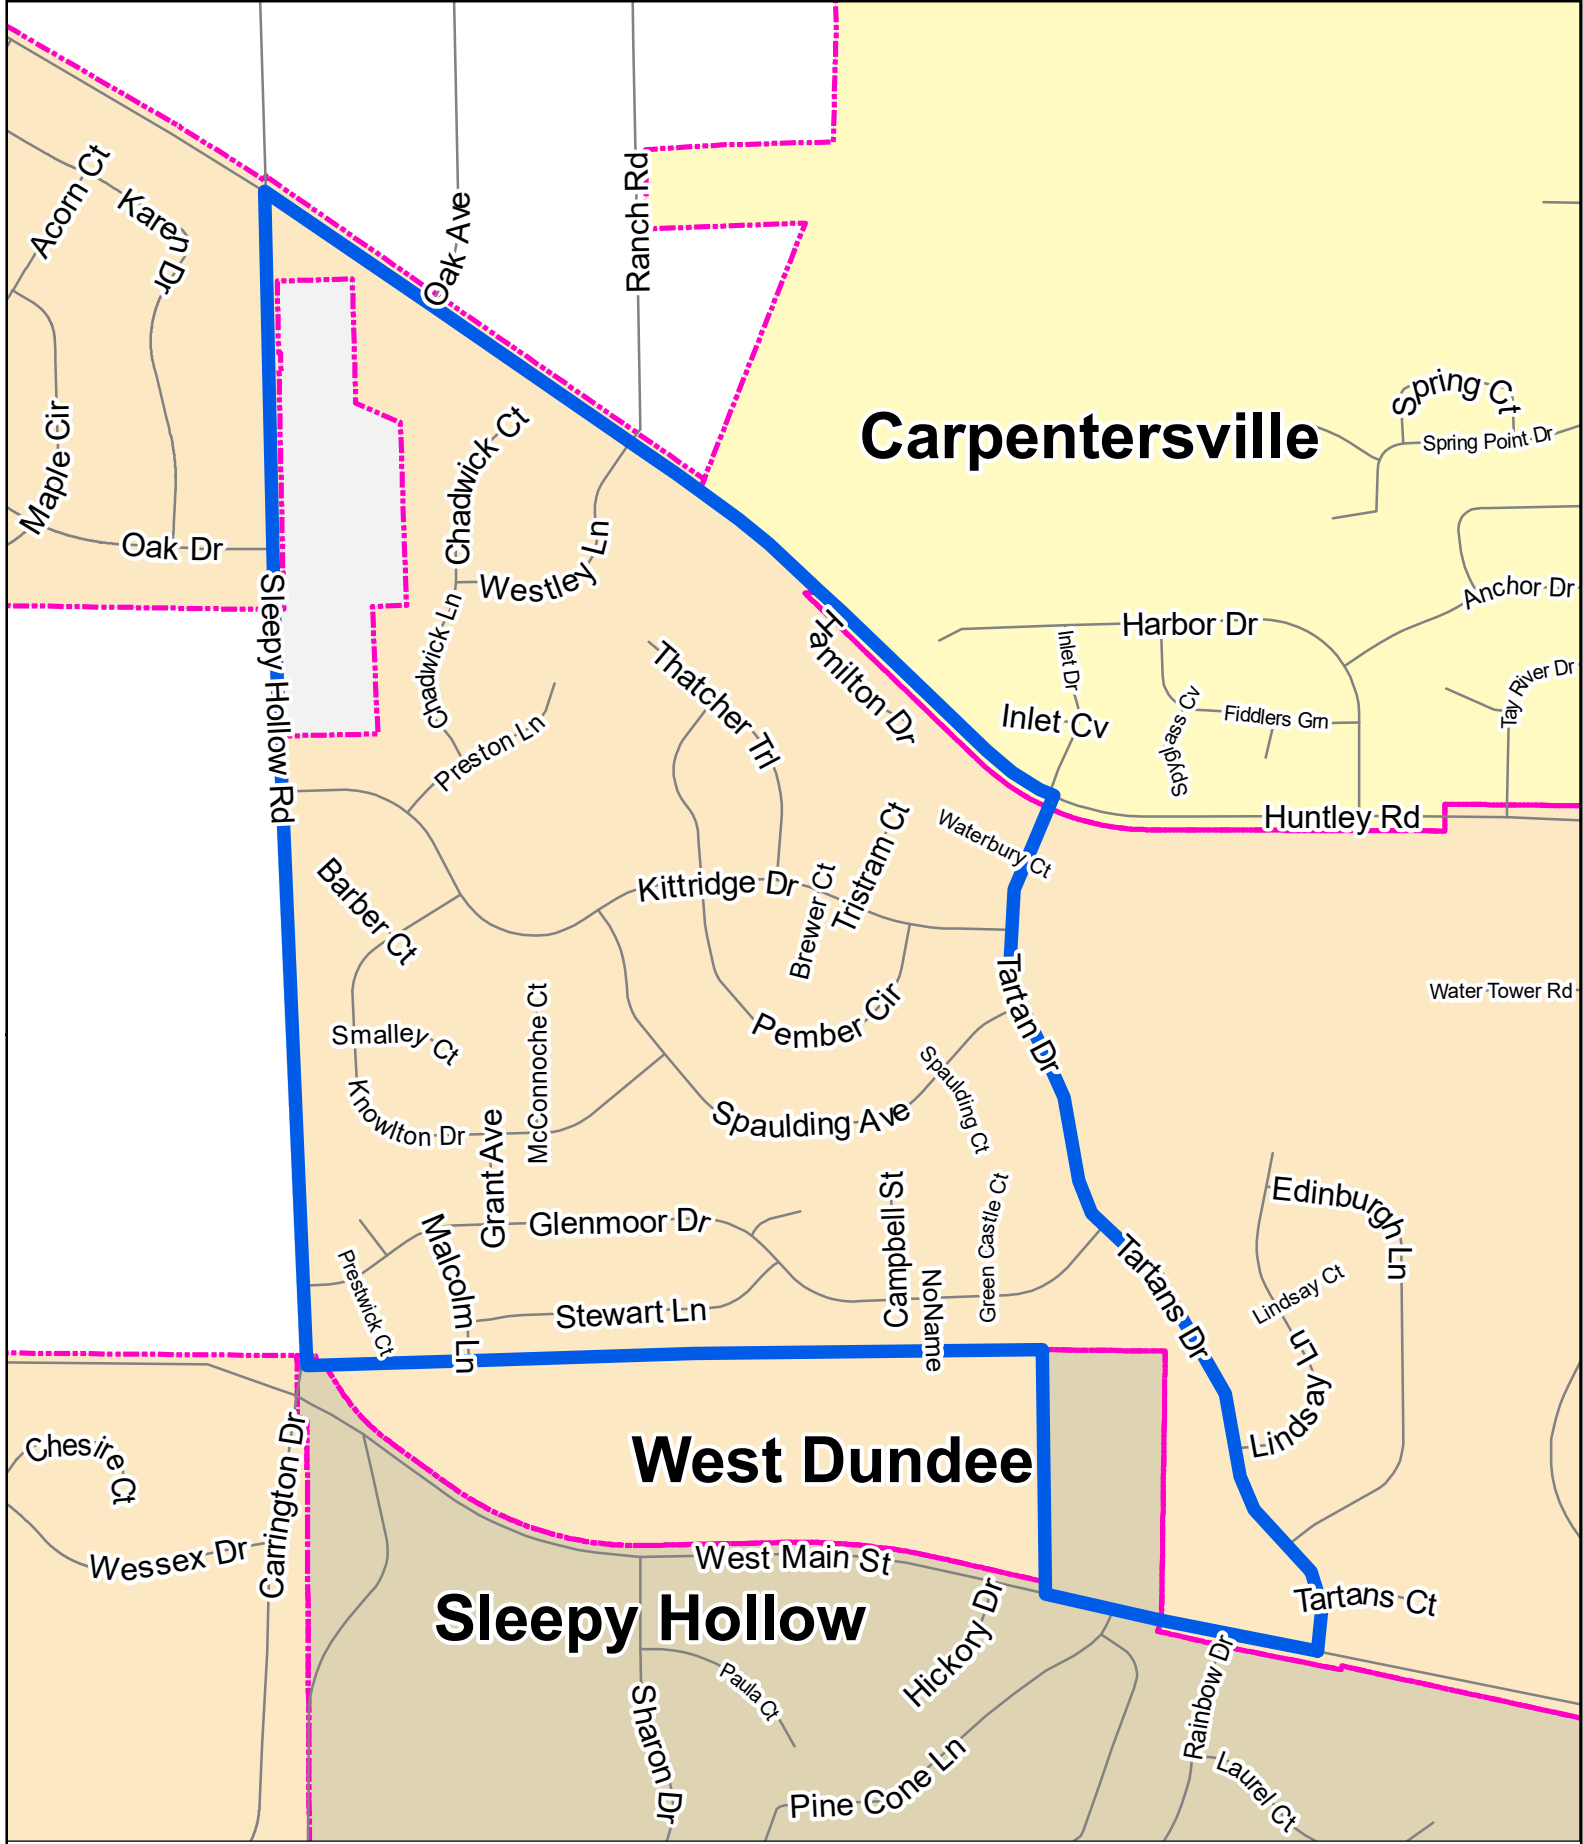 Acorn Ct
Karen Dr
Oak Ave
Ranch Rd
Maple Cir
Oak Dr
Chadwick Ct
Westley Ln
Carpentersville
Spring Ct
Spring Point Dr
Sleepy Hollow Rd
Chadwick Ln
Preston Ln
Thatcher Trl
Hamilton Dr
Harbor Dr
Anchor Dr
Inlet Dr
Inlet Cv
Spyglass Cv
Fiddlers Grn
Tay River Dr
Huntley Rd
Waterbury Ct
Barber Ct
Kittridge Dr
Brewer Ct
Tristram Ct
Tartan Dr
Water Tower Rd
Smalley Ct
McConnoche Ct
Pember Cir
Knowlton Dr
Grant Ave
Spaulding Ave
Spaulding Ct
Glenmoor Dr
Malcolm Ln
Prestwick Ct
Stewart Ln
Campbell St
NoName
Green Castle Ct
Tartans Dr
Edinburgh Ln
Lindsay Ct
Lindsay Ln
Chesire Ct
Wessex Dr
Carrington Dr
West Dundee
West Main St
Sleepy Hollow
Hickory Dr
Tartans Ct
Paula Ct
Sharon Dr
Pine Cone Ln
Rainbow Dr
Laurel Ct